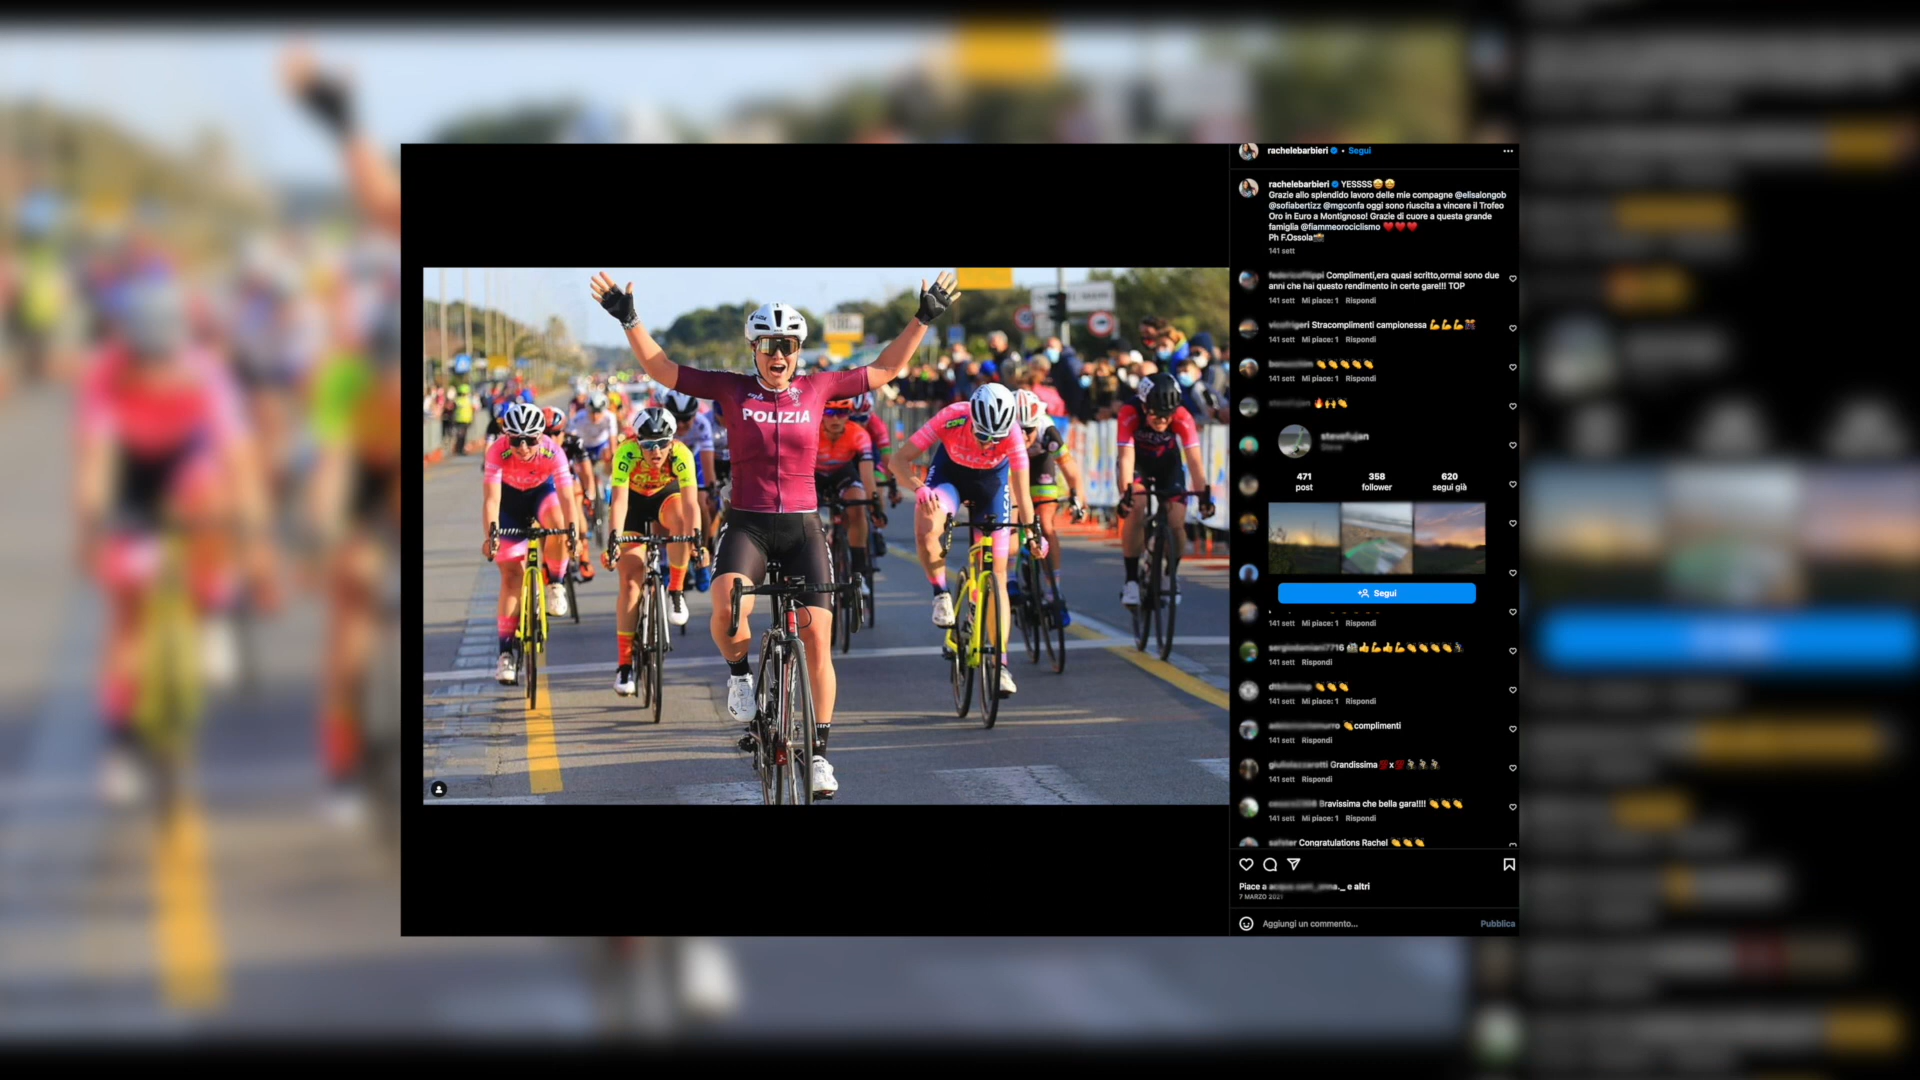 POLIZIA
rachelebarbieri • Segui
rachelebarbieri YESSSS🤩🤩
Grazie allo splendido lavoro delle mie compagne @elisalongob
@sofiabertizz @mgconfa oggi sono riuscita a vincere il Trofeo
Oro in Euro a Montignoso! Grazie di cuore a questa grande
famiglia @fiammeorociclismo ❤️❤️❤️
Ph F.Ossola📸
141 sett
Complimenti,era quasi scritto,ormai sono due
anni che hai questo rendimento in certe gare!!! TOP
141 sett Mi piace: 1 Rispondi
Stracomplimenti campionessa
141 sett Mi piace: 1 Rispondi
👏👏👏👏👏
141 sett Mi piace: 1 Rispondi
🔥🙌👏
stevefujan
Steve
471 358 620
post follower segui già
Segui
141 sett Mi piace: 1 Rispondi
141 sett Rispondi
👏👏👏
141 sett Mi piace: 1 Rispondi
👏complimenti
141 sett Rispondi
Grandissima 💯x💯
141 sett Rispondi
Bravissima che bella gara!!!! 👏👏👏
141 sett Mi piace: 1 Rispondi
Congratulations Rachel 👏👏👏
Piace a e altri
7 MARZO 2021
Aggiungi un commento... Pubblica